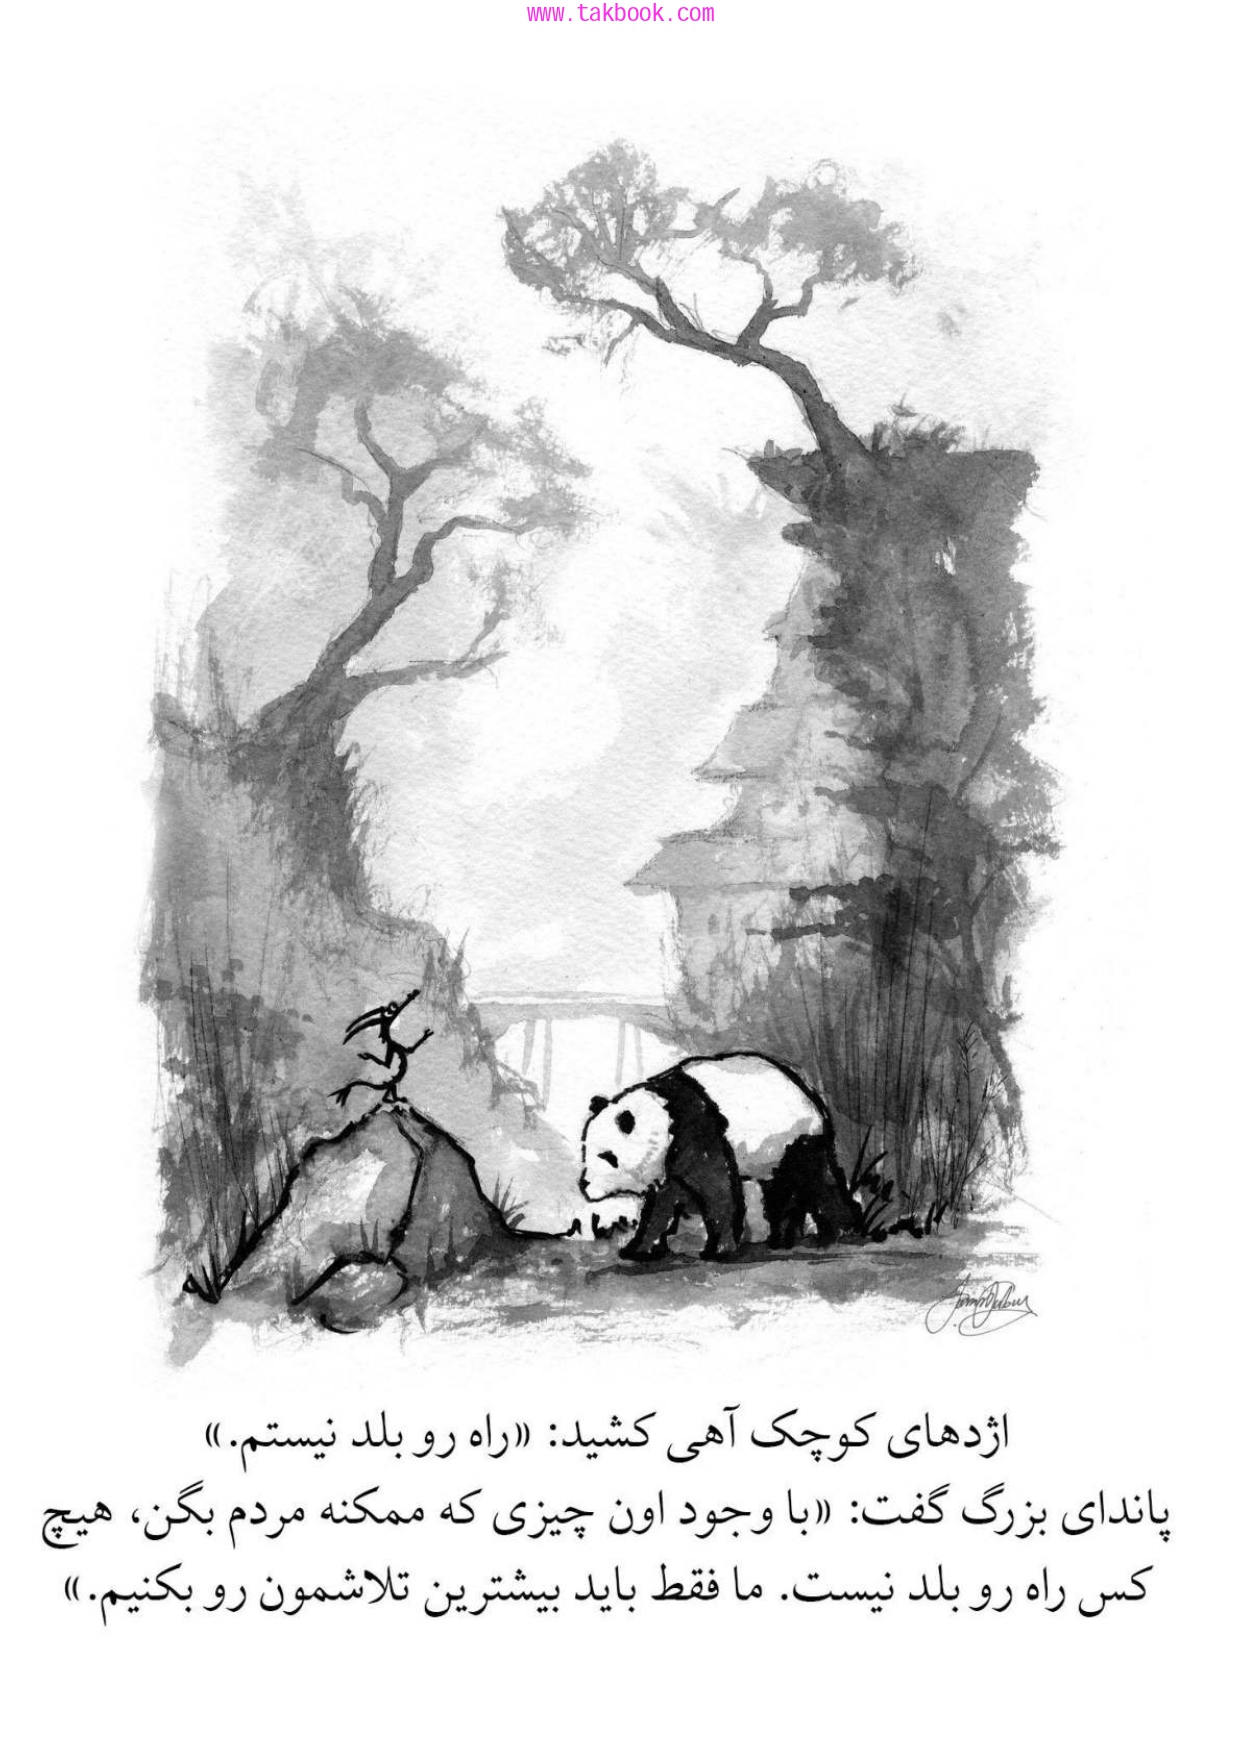 www.takbook.com
اژدهای کوچک آهی کشید: «راه رو بلد نیستم.»
پاندای بزرگ گفت: «با وجود اون چیزی که ممکنه مردم بگن، هیچ
کس راه رو بلد نیست. ما فقط باید بیشترین تلاشمون رو بکنیم.»